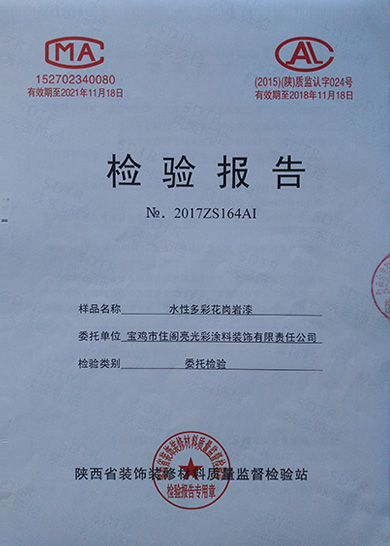 MA
152702340080
有效期至2021年11月18日
CAL
(2015)(陕)质监认字024号
有效期至2018年11月18日
检验报告
№. 2017ZS164AI
样品名称 水性多彩花岗岩漆
委托单位 宝鸡市住阁亮光彩涂料装饰有限责任公司
检验类别 委托检验
陕西省装饰装修材料质量监督检验站
检验报告专用章